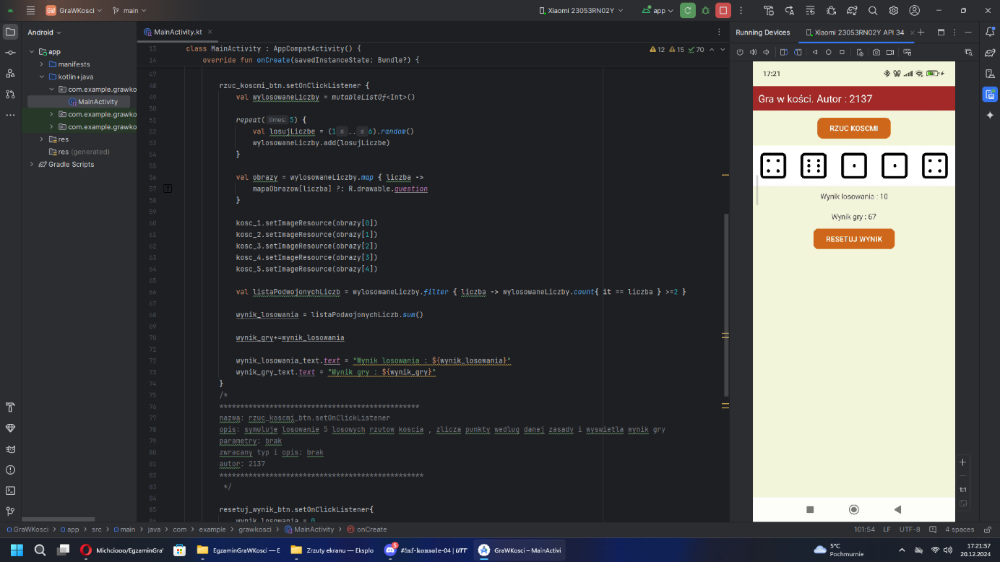 GW GraWKosci main Xiaomi 23053RN02Y app
Android MainActivity.kt Running Devices Xiaomi 23053RN02Y API 34
app
manifests
kotlin+java
com.example.grawko
MainActivity
com.example.grawkos
com.example.grawkos
res
res (generated)
Gradle Scripts
13 class MainActivity : AppCompatActivity() { 12 15 70
14 override fun onCreate(savedInstanceState: Bundle?) {
47
48 rzuc_koscmi_btn.setOnClickListener {
49 val wylosowaneLiczby = mutableListOf<Int>()
50
51 repeat( times: 5) {
52 val losujLiczbe = (1 ≤ .. ≤ 6).random()
53 wylosowaneLiczby.add(losujLiczbe)
54 }
55
56 val obrazy = wylosowaneLiczby.map { liczba ->
57 mapaObrazow[liczba] ?: R.drawable.question
58 }
59
60 kosc_1.setImageResource(obrazy[0])
61 kosc_2.setImageResource(obrazy[1])
62 kosc_3.setImageResource(obrazy[2])
63 kosc_4.setImageResource(obrazy[3])
64 kosc_5.setImageResource(obrazy[4])
65
66 val listaPodwojonychLiczb = wylosowaneLiczby.filter { liczba -> wylosowaneLiczby.count{ it == liczba } >=2 }
67
68 wynik_losowania = listaPodwojonychLiczb.sum()
69
70 wynik_gry+=wynik_losowania
71
72 wynik_losowania_text.text = "Wynik losowania : ${wynik_losowania}"
73 wynik_gry_text.text = "Wynik gry : ${wynik_gry}"
74 }
75 /*
76 ************************************************
77 nazwa: rzuc_koscmi_btn.setOnClickListener
78 opis: symuluje losowanie 5 losowych rzutow koscia , zlicza punkty wedlug danej zasady i wyswietla wynik gry
79 parametry: brak
80 zwracany typ i opis: brak
81 autor: 2137
82 *************************************************
83 */
84
85 resetuj_wynik_btn.setOnClickListener{
86 wynik_losowania = 0
17:21
Gra w kości. Autor : 2137
RZUC KOSCMI
Wynik losowania : 10
Wynik gry : 67
RESETUJ WYNIK
1:1
GraWKosci > app > src > main > java > com > example > grawkosci > MainActivity > onCreate 101:54 LF UTF-8 4 spaces
Michciooo/EgzaminGraW EgzaminGraWKosci — E Zrzuty ekranu — Eksplo 5 #inf-konsole-04 | UTT GraWKosci – MainActivi
5°C
Pochmurnie
17:21:57
20.12.2024